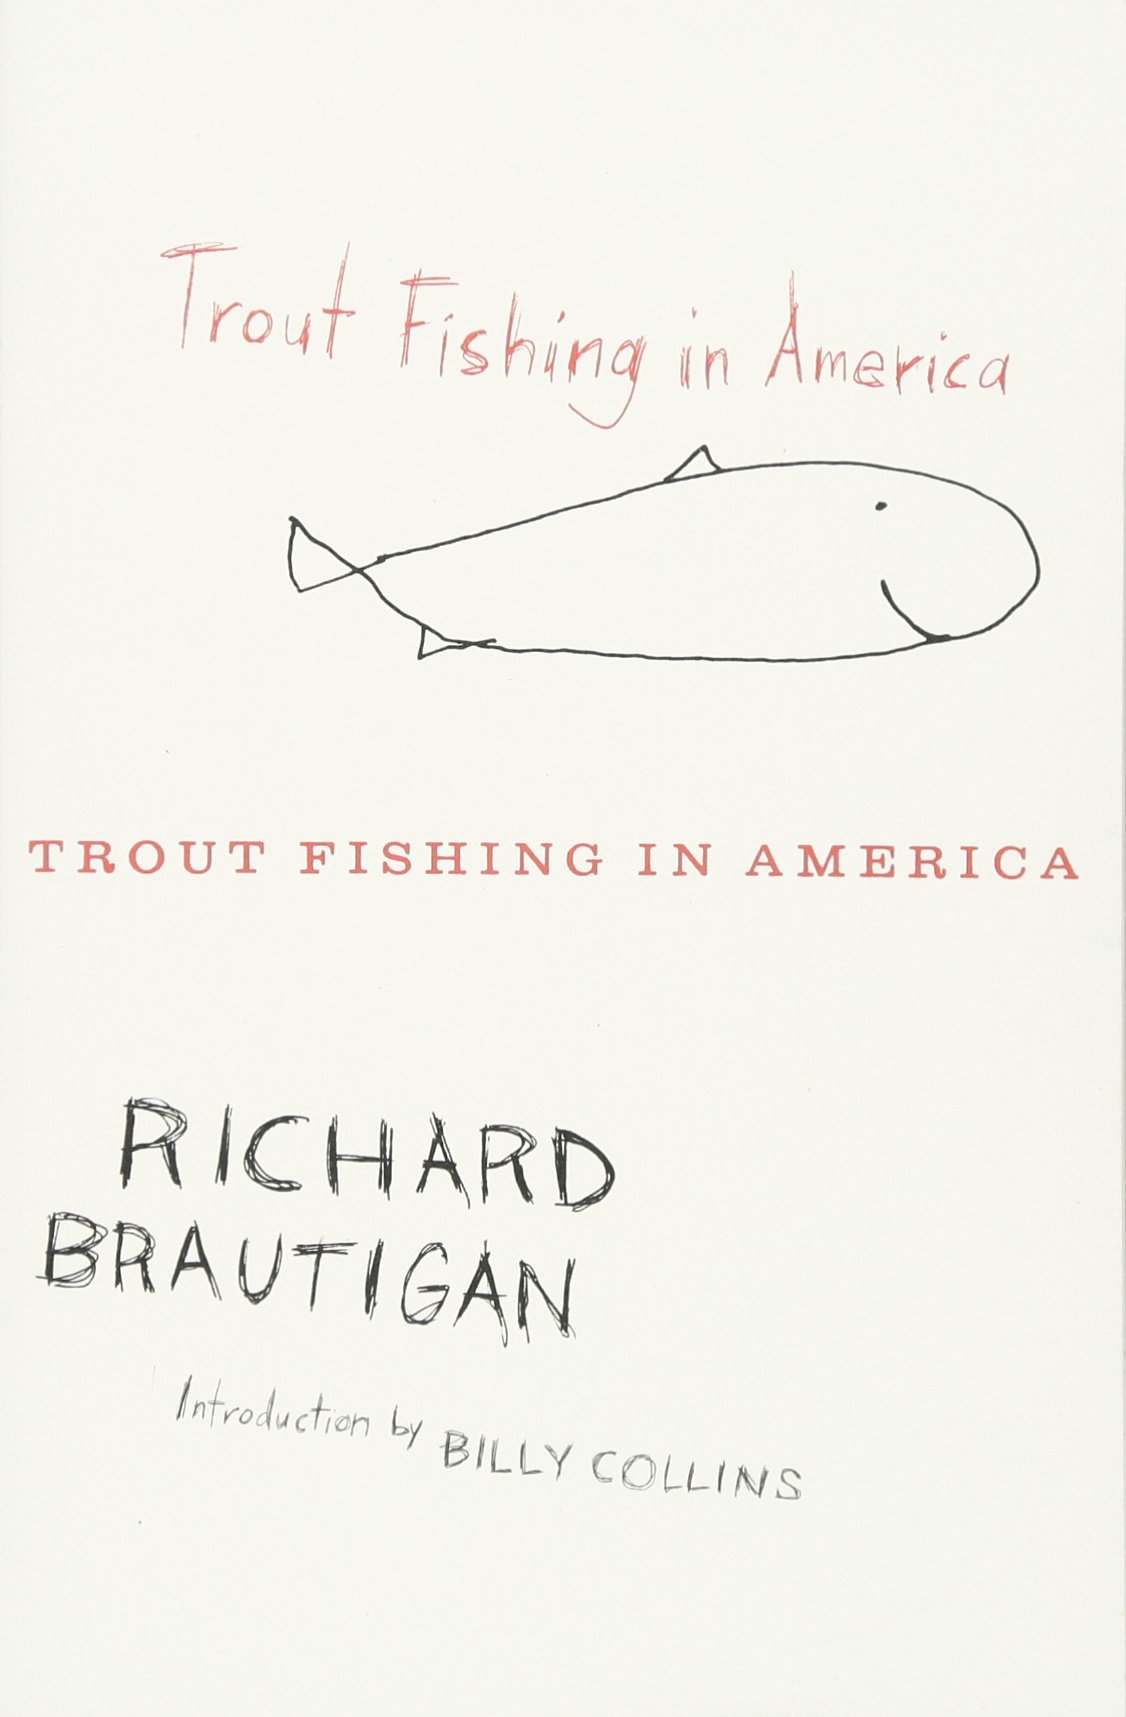 Trout Fishing in America
TROUT FISHING IN AMERICA
RICHARD
BRAUTIGAN
Introduction by BILLY COLLINS